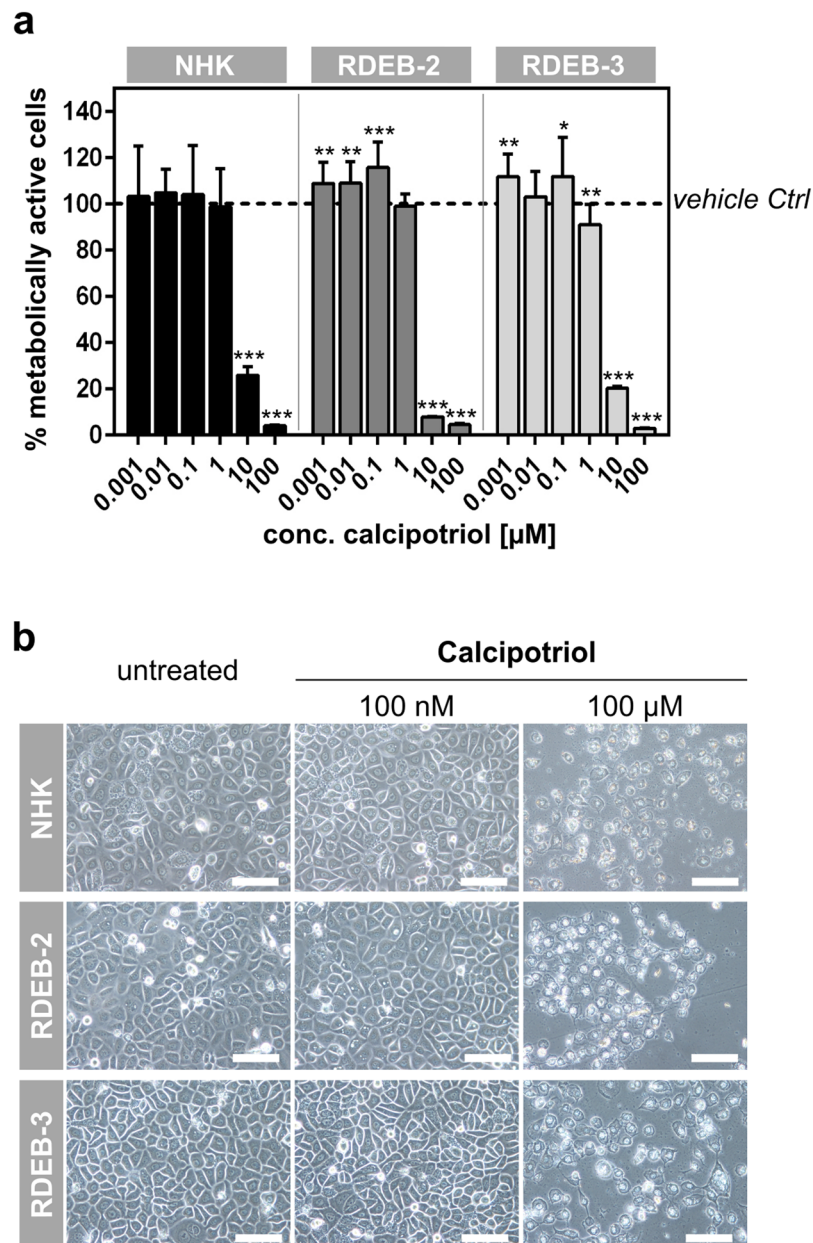 a
NHK RDEB-2 RDEB-3
% metabolically active cells
140
120
100
80
60
40
20
0
** ** *** ** * **
*** *** *** *** *** ***
vehicle Ctrl
0.001 0.01 0.1 1 10 100 0.001 0.01 0.1 1 10 100 0.001 0.01 0.1 1 10 100
conc. calcipotriol [µM]
b
untreated Calcipotriol
100 nM 100 µM
NHK
RDEB-2
RDEB-3